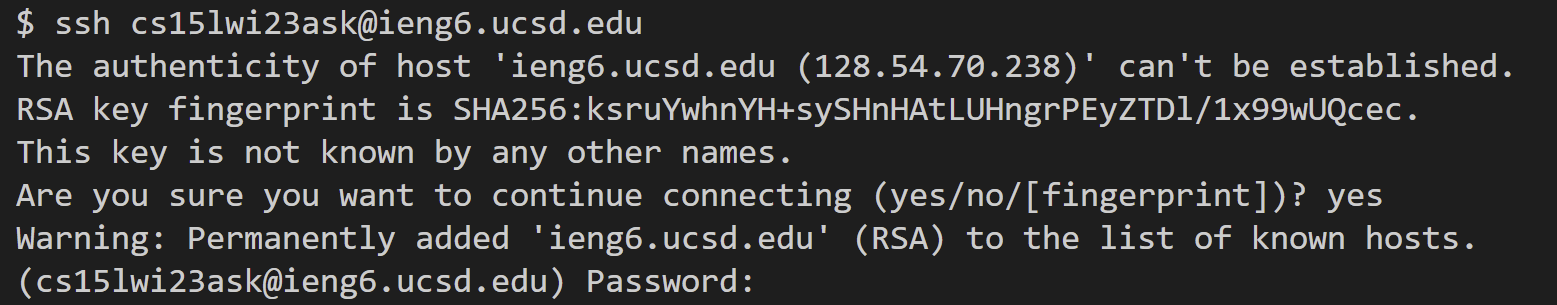 $ ssh cs15lwi23ask@ieng6.ucsd.edu
The authenticity of host 'ieng6.ucsd.edu (128.54.70.238)' can't be established.
RSA key fingerprint is SHA256:ksruYwhnYH+sySHnHAtLUHngrPEyZTDl/1x99wUQcec.
This key is not known by any other names.
Are you sure you want to continue connecting (yes/no/[fingerprint])? yes
Warning: Permanently added 'ieng6.ucsd.edu' (RSA) to the list of known hosts.
(cs15lwi23ask@ieng6.ucsd.edu) Password: